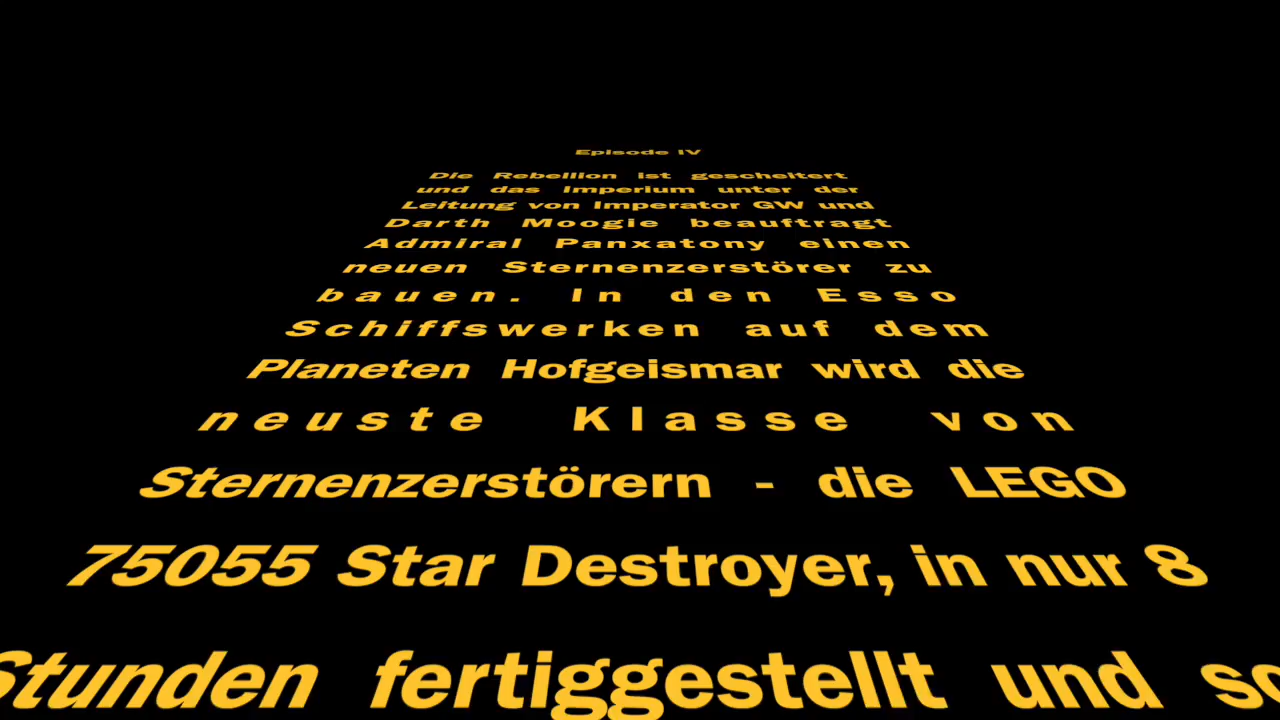 Episode IV
Die Rebellion ist gescheitert
und das Imperium unter der
Leitung von Imperator GW und
Darth Moogie beauftragt
Admiral Panxatony einen
neuen Sternenzerstörer zu
bauen. In den Esso
Schiffswerken auf dem
Planeten Hofgeismar wird die
neuste Klasse von
Sternenzerstörern - die LEGO
75055 Star Destroyer, in nur 8
Stunden fertiggestellt und